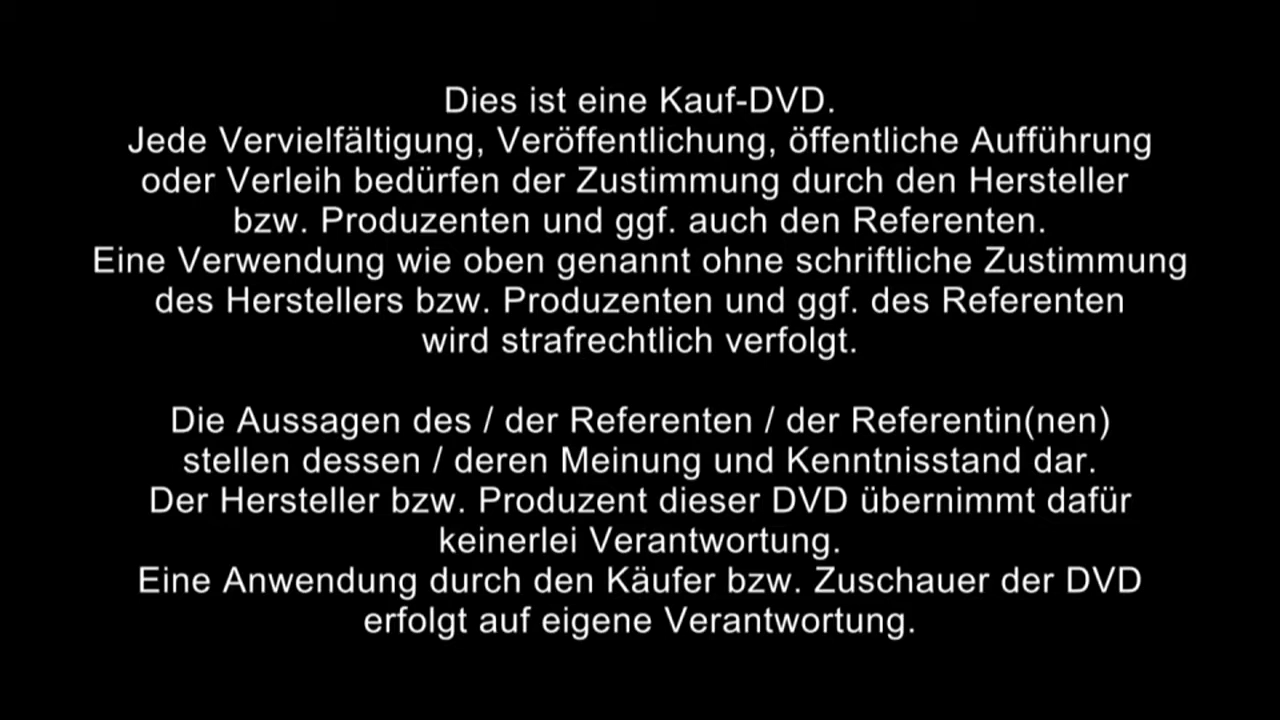 Dies ist eine Kauf-DVD.
Jede Vervielfältigung, Veröffentlichung, öffentliche Aufführung
oder Verleih bedürfen der Zustimmung durch den Hersteller
bzw. Produzenten und ggf. auch den Referenten.
Eine Verwendung wie oben genannt ohne schriftliche Zustimmung
des Herstellers bzw. Produzenten und ggf. des Referenten
wird strafrechtlich verfolgt.
Die Aussagen des / der Referenten / der Referentin(nen)
stellen dessen / deren Meinung und Kenntnisstand dar.
Der Hersteller bzw. Produzent dieser DVD übernimmt dafür
keinerlei Verantwortung.
Eine Anwendung durch den Käufer bzw. Zuschauer der DVD
erfolgt auf eigene Verantwortung.